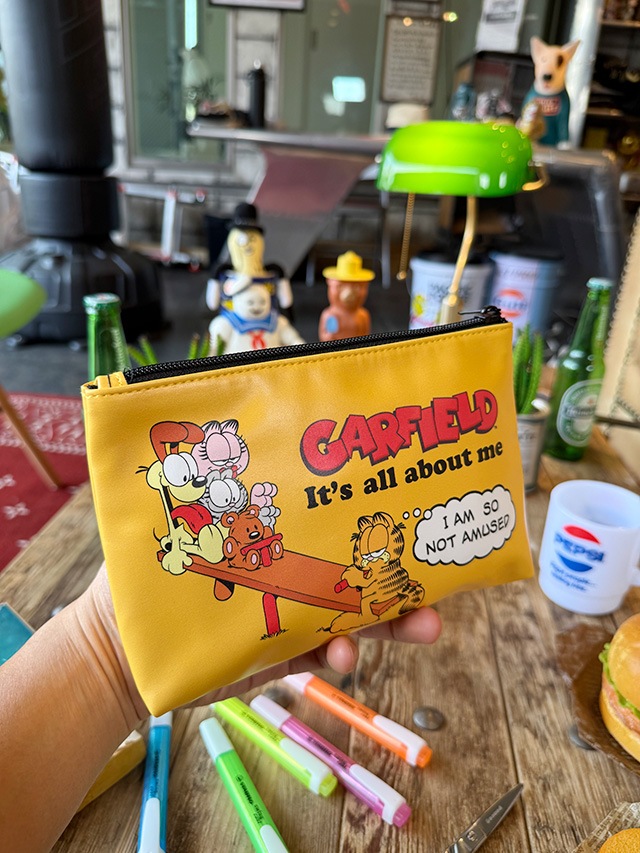 GARFIELD
It's all about me
I AM SO
NOT AMUSED
PEPSI